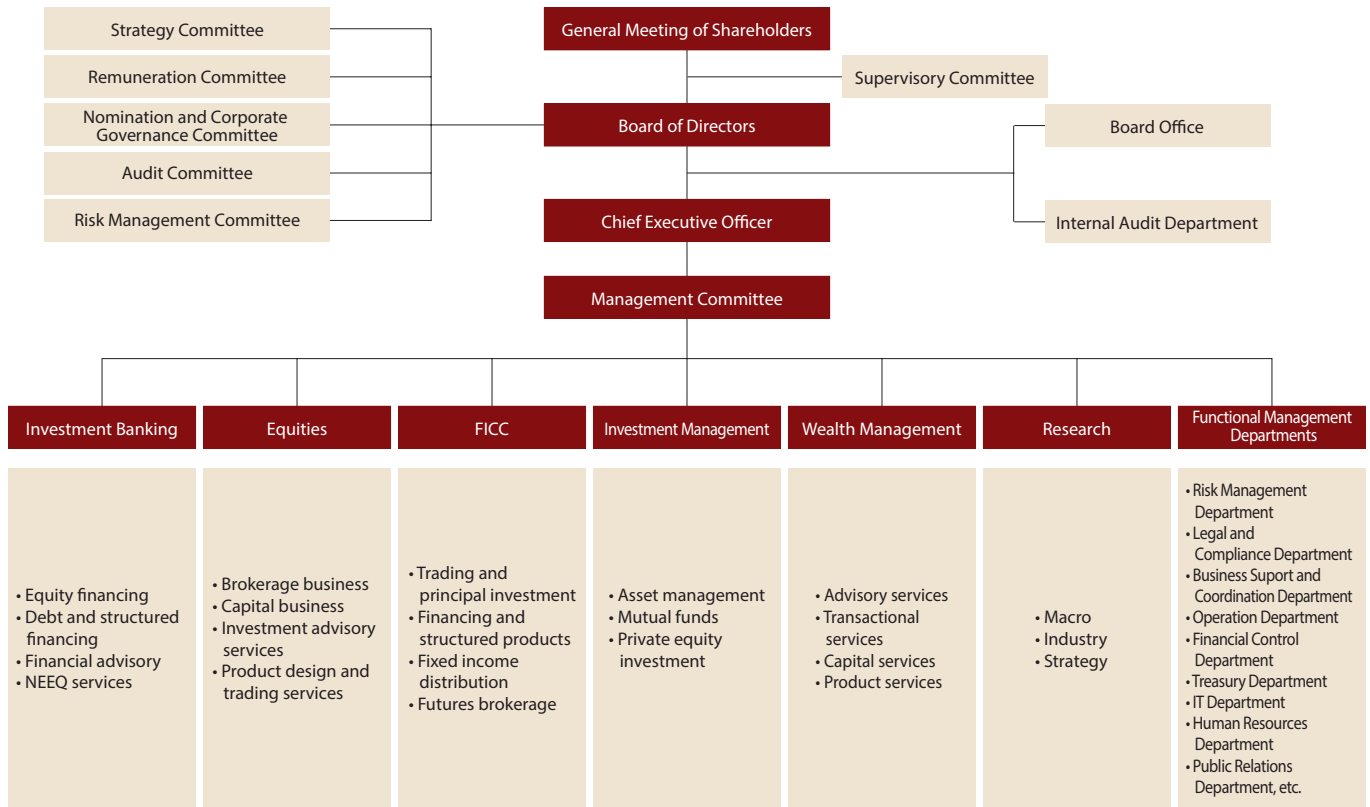 Strategy Committee
Remuneration Committee
Nomination and Corporate
Governance Committee
Audit Committee
Risk Management Committee
General Meeting of Shareholders
Supervisory Committee
Board of Directors
Board Office
Chief Executive Officer
Internal Audit Department
Management Committee
Investment Banking
• Equity financing
• Debt and structured
financing
• Financial advisory
• NEEQ services
Equities
• Brokerage business
• Capital business
• Investment advisory
services
• Product design and
trading services
FICC
• Trading and
principal investment
• Financing and
structured products
• Fixed income
distribution
• Futures brokerage
Investment Management
• Asset management
• Mutual funds
• Private equity
investment
Wealth Management
• Advisory services
• Transactional
services
• Capital services
• Product services
Research
• Macro
• Industry
• Strategy
Functional Management
Departments
• Risk Management
Department
• Legal and
Compliance Department
• Business Suport and
Coordination Department
• Operation Department
• Financial Control
Department
• Treasury Department
• IT Department
• Human Resources
Department
• Public Relations
Department, etc.